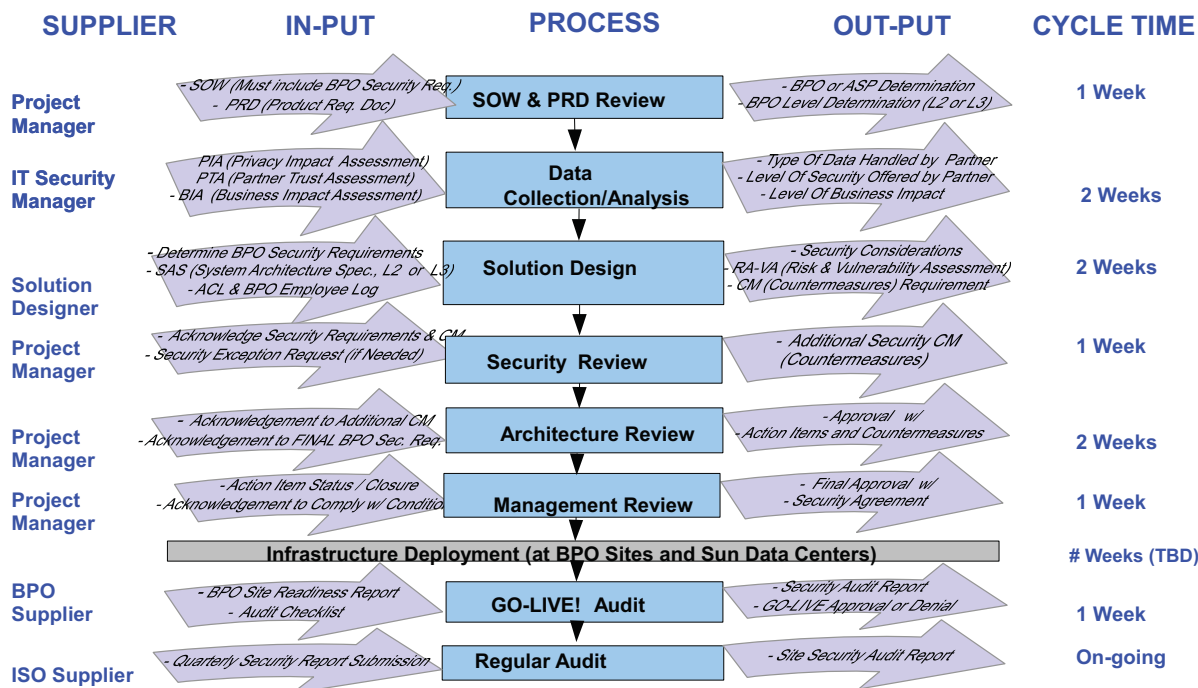 SUPPLIER IN-PUT PROCESS OUT-PUT CYCLE TIME
Project
Manager
- SOW (Must include BPO Security Req.)
- PRD (Product Req. Doc)
SOW & PRD Review
- BPO or ASP Determination
- BPO Level Determination (L2 or L3)
1 Week
IT Security
Manager
PIA (Privacy Impact Assessment)
PTA (Partner Trust Assessment)
- BIA (Business Impact Assessment)
Data
Collection/Analysis
- Type Of Data Handled by Partner
- Level Of Security Offered by Partner
- Level Of Business Impact
2 Weeks
Solution
Designer
- Determine BPO Security Requirements
- SAS (System Architecture Spec., L2 or L3)
- ACL & BPO Employee Log
Solution Design
- Security Considerations
- RA-VA (Risk & Vulnerability Assessment)
- CM (Countermeasures) Requirement
2 Weeks
Project
Manager
- Acknowledge Security Requirements & CM
- Security Exception Request (if Needed)
Security Review
- Additional Security CM
(Countermeasures)
1 Week
Project
Manager
- Acknowledgement to Additional CM
- Acknowledgement to FINAL BPO Sec. Req.
Architecture Review
- Approval w/
- Action Items and Countermeasures
2 Weeks
Project
Manager
- Action Item Status / Closure
- Acknowledgement to Comply w/ Condition
Management Review
- Final Approval w/
- Security Agreement
1 Week
Infrastructure Deployment (at BPO Sites and Sun Data Centers)
# Weeks (TBD)
BPO
Supplier
- BPO Site Readiness Report
- Audit Checklist
GO-LIVE! Audit
- Security Audit Report
- GO-LIVE Approval or Denial
1 Week
ISO Supplier
- Quarterly Security Report Submission
Regular Audit
- Site Security Audit Report
On-going